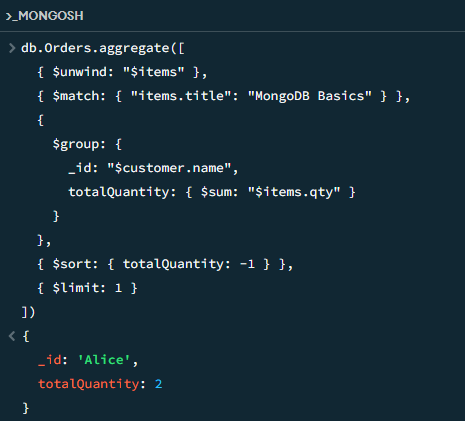 >_MONGOSH
> db.Orders.aggregate([
{ $unwind: "$items" },
{ $match: { "items.title": "MongoDB Basics" } },
{
$group: {
_id: "$customer.name",
totalQuantity: { $sum: "$items.qty" }
}
},
{ $sort: { totalQuantity: -1 } },
{ $limit: 1 }
])
< {
_id: 'Alice',
totalQuantity: 2
}